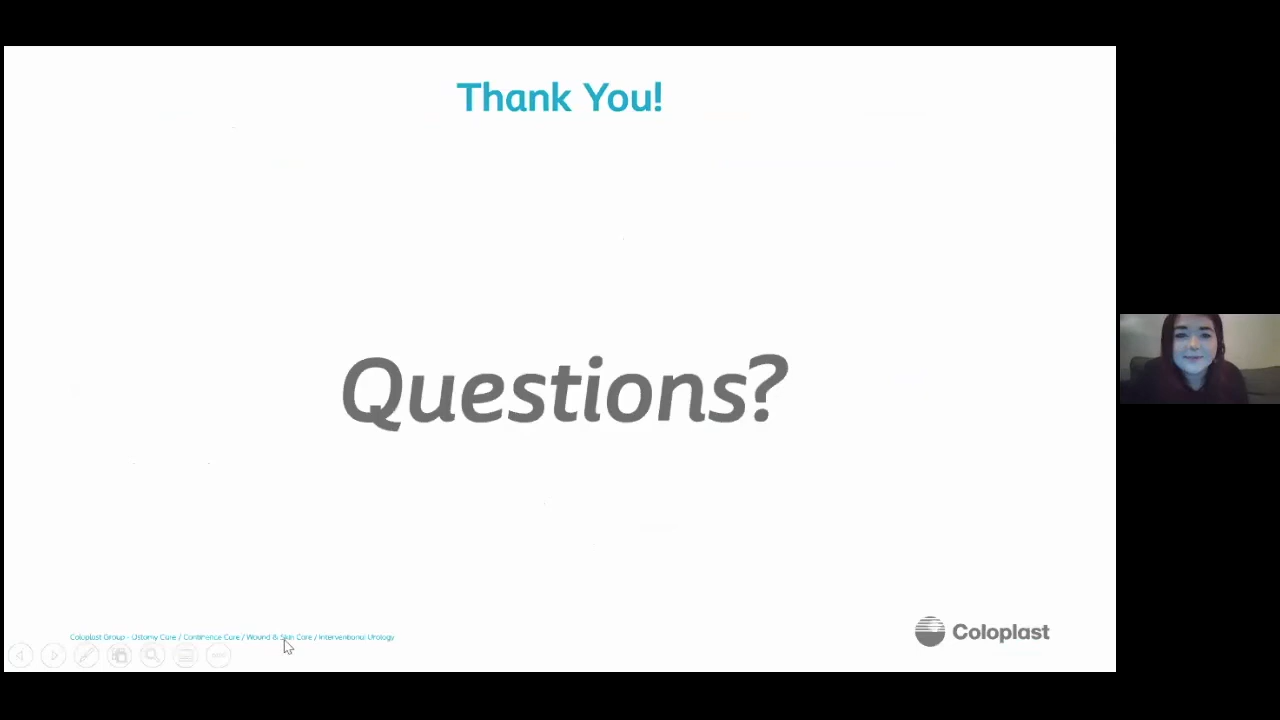 Thank You!
Questions?
Coloplast Group - Ostomy Care / Continence Care / Wound & Skin Care / Interventional Urology
Coloplast